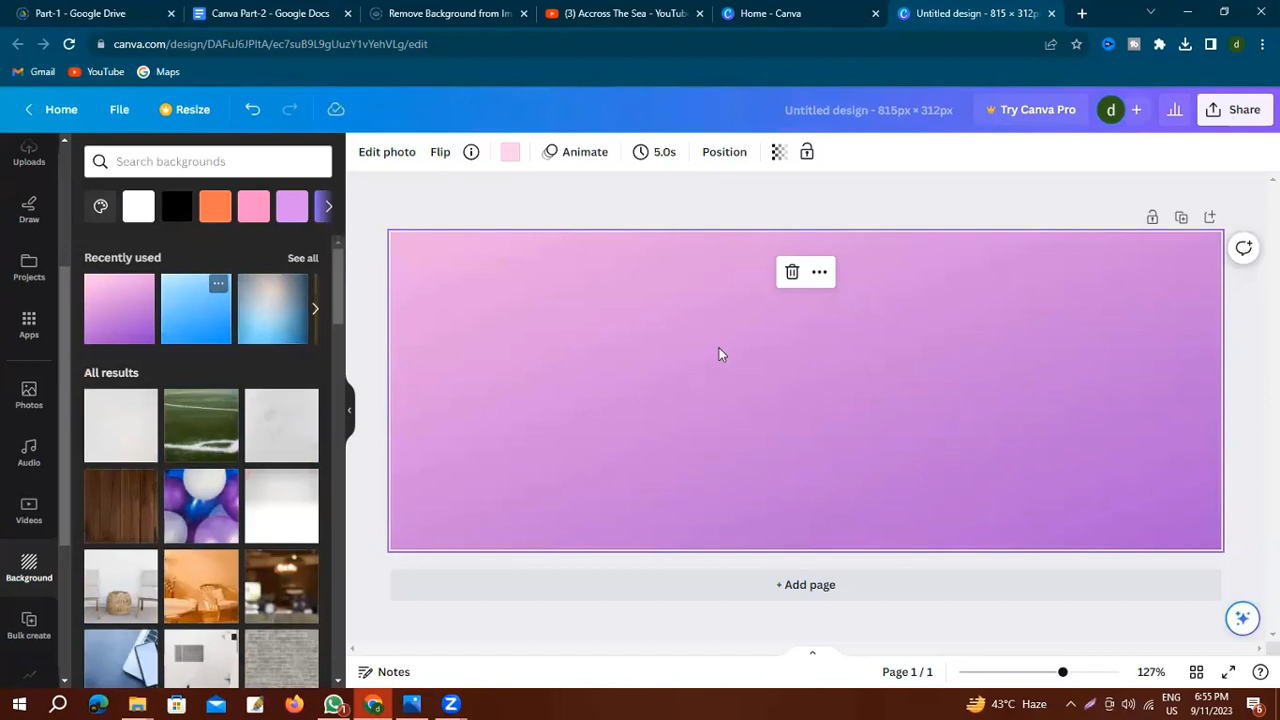 Part-1 - Google Drive
Canva Part-2 - Google Docs
Remove Background from Im
(3) Accross The Sea - YouTube
Home - Canva
Untitled design - 815 × 312p
canva.com/design/DAFuJ6JPItA/ec7suB9L9gUuzY1vYehVLg/edit
d
Gmail
YouTube
Maps
Home
File
Resize
Untitled design - 815px × 312px
Try Canva Pro
d
Share
Uploads
Search backgrounds
Edit photo
Flip
Animate
5.0s
Position
Draw
Projects
Recently used
See all
Apps
All results
Photos
Audio
Videos
Background
+ Add page
Bulk create
Notes
Page 1 / 1
127%
43°C Haze
ENG
US
6:55 PM
9/11/2023
6